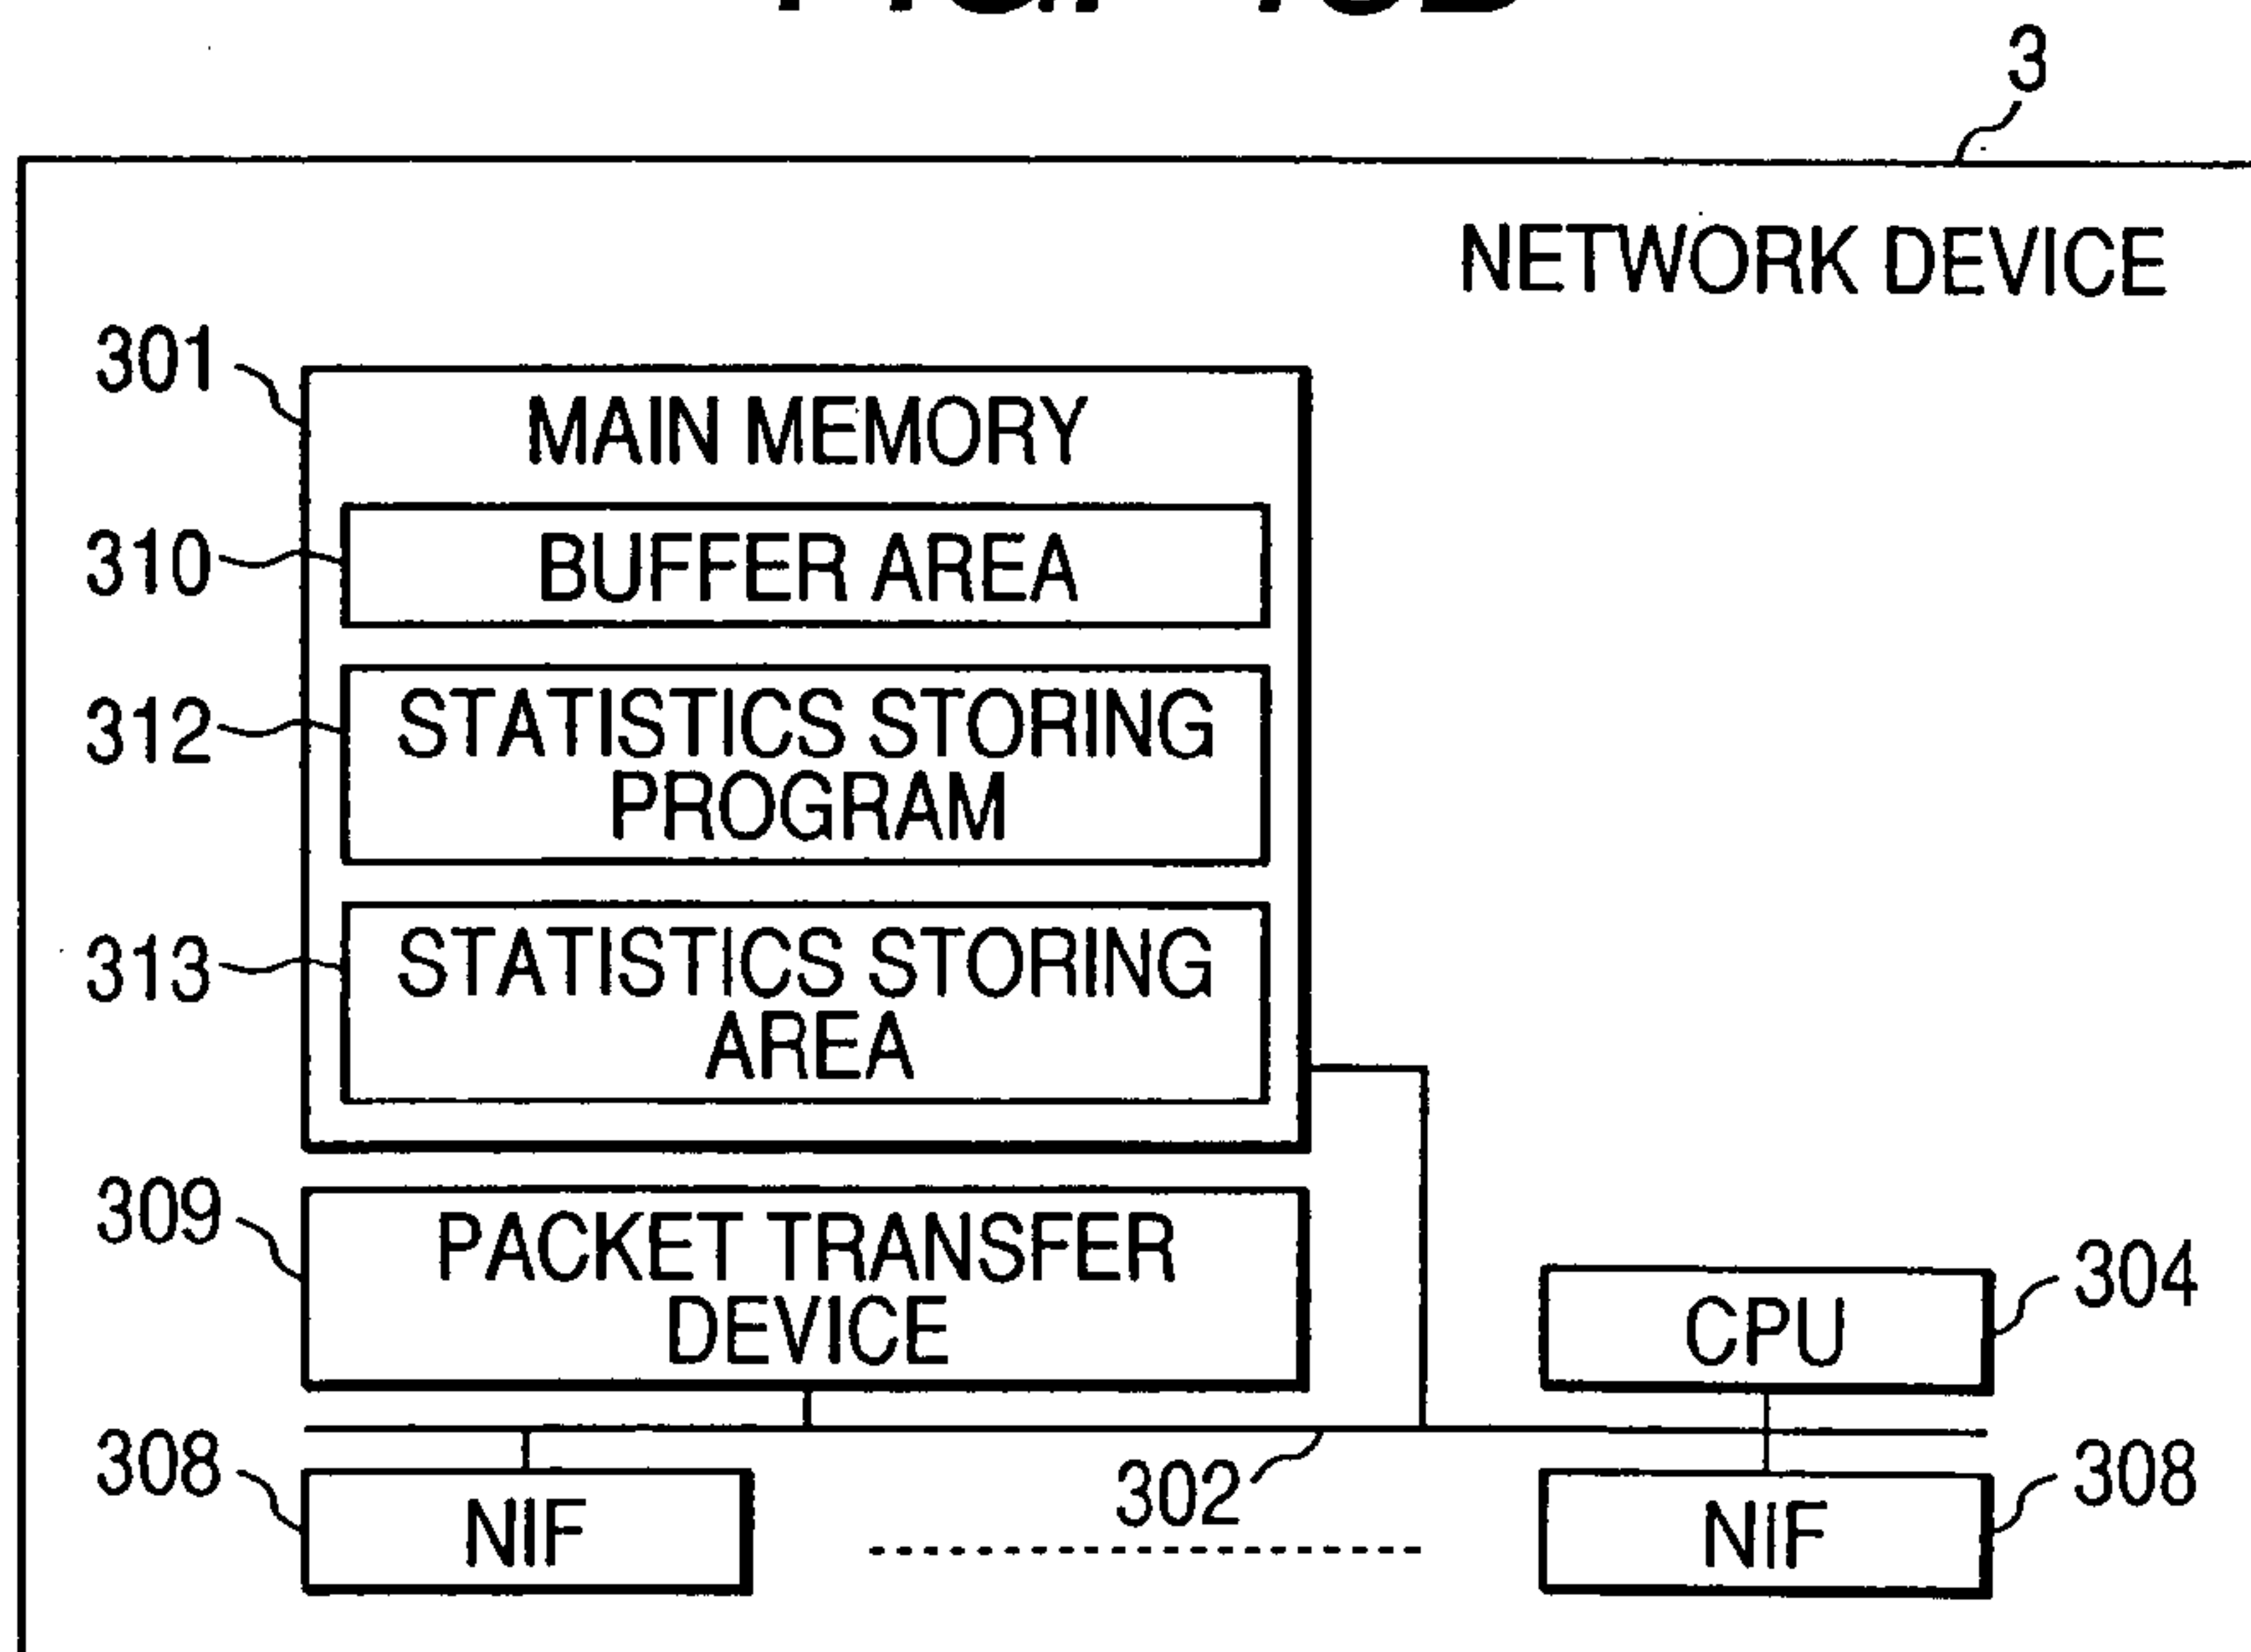 3
NETWORK DEVICE
301
MAIN MEMORY
310
BUFFER AREA
312
STATISTICS STORING
PROGRAM
313
STATISTICS STORING
AREA
309
PACKET TRANSFER
DEVICE
304
CPU
308
NIF
302
308
NIF